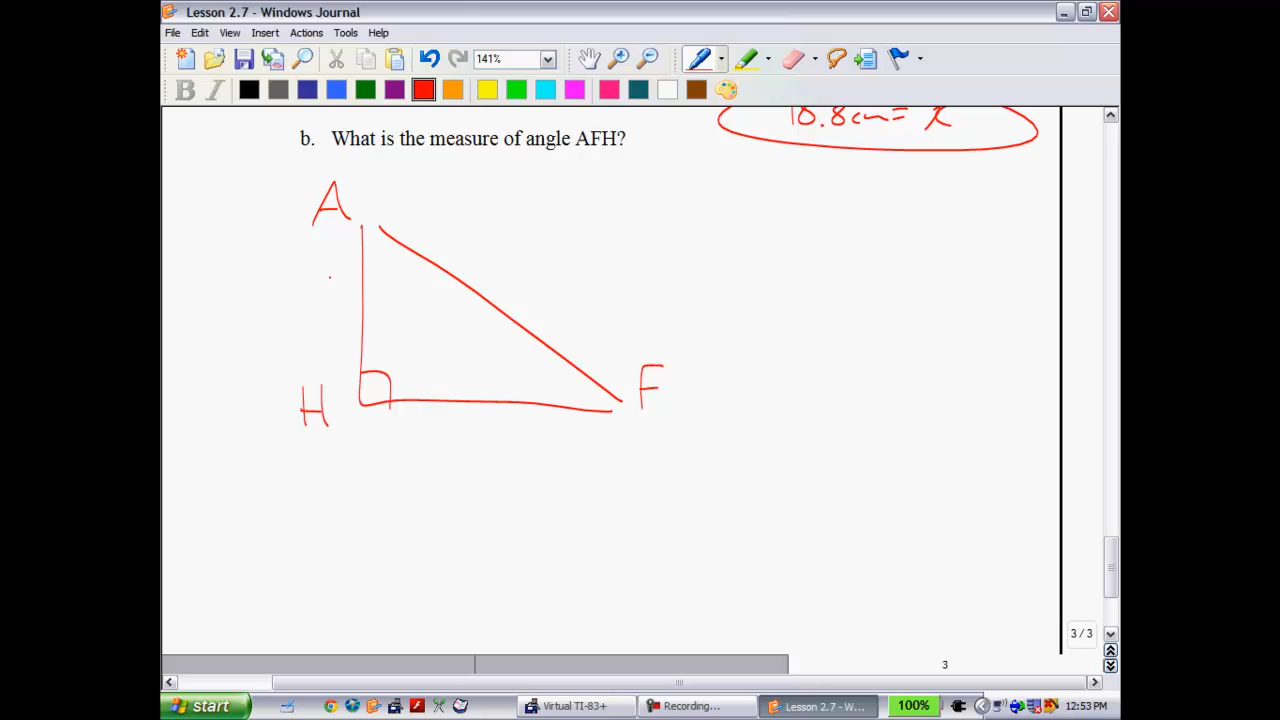 Lesson 2.7 - Windows Journal
File Edit View Insert Actions Tools Help
141%
B I
10.8cm = x
b. What is the measure of angle AFH?
A
F
H
3 / 3
3
start
Virtual TI-83+
Recording...
Lesson 2.7 - W...
100%
12:53 PM